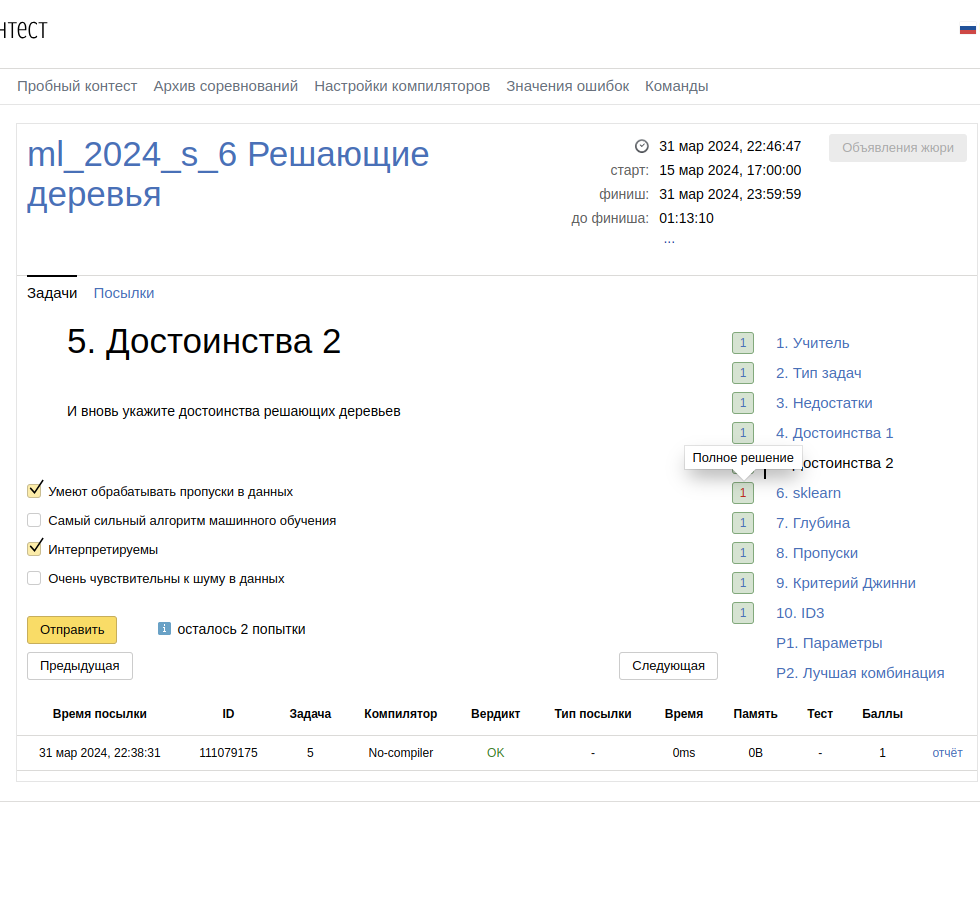 нтест
Пробный контест Архив соревнований Настройки компиляторов Значения ошибок Команды
ml_2024_s_6 Решающие
деревья
31 мар 2024, 22:46:47
старт: 15 мар 2024, 17:00:00
финиш: 31 мар 2024, 23:59:59
до финиша: 01:13:10
...
Объявления жюри
Задачи Посылки
5. Достоинства 2
И вновь укажите достоинства решающих деревьев
Умеют обрабатывать пропуски в данных
Самый сильный алгоритм машинного обучения
Интерпретируемы
Очень чувствительны к шуму в данных
Отправить
i осталось 2 попытки
Предыдущая
Следующая
1 1. Учитель
1 2. Тип задач
1 3. Недостатки
1 4. Достоинства 1
Полное решение
Достоинства 2
1 6. sklearn
1 7. Глубина
1 8. Пропуски
1 9. Критерий Джинни
1 10. ID3
P1. Параметры
P2. Лучшая комбинация
Время посылки ID Задача Компилятор Вердикт Тип посылки Время Память Тест Баллы
31 мар 2024, 22:38:31 111079175 5 No-compiler OK - 0ms 0B - 1 отчёт